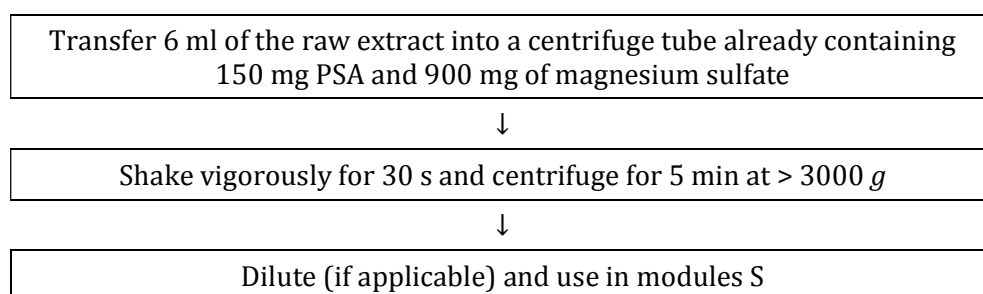 Transfer 6 ml of the raw extract into a centrifuge tube already containing
150 mg PSA and 900 mg of magnesium sulfate
↓
Shake vigorously for 30 s and centrifuge for 5 min at > 3000 g
↓
Dilute (if applicable) and use in modules S